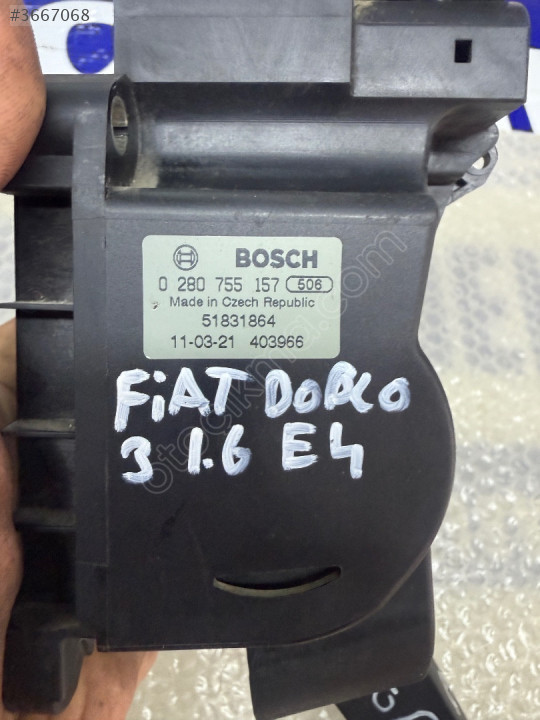 #3667068
BOSCH
0 280 755 157 506
Made in Czech Republic
51831864
11-03-21 403966
FiAT DOBLO
3 1.6 E4